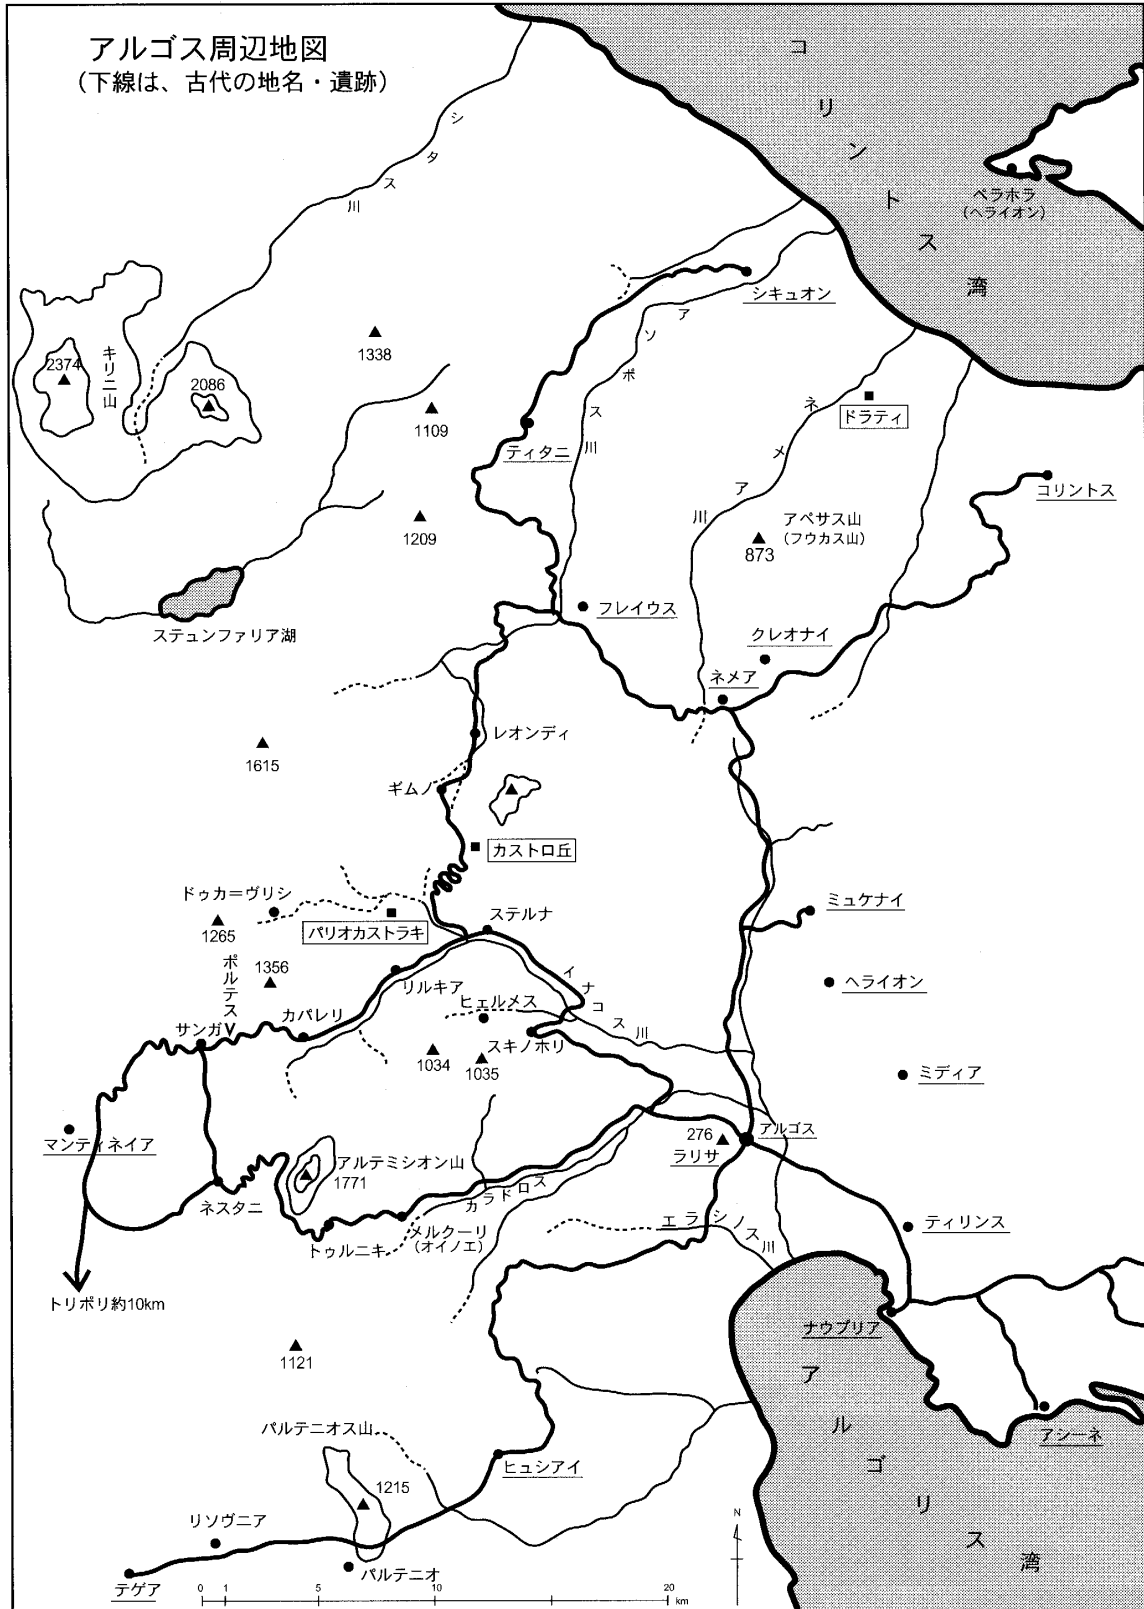 アルゴス周辺地図
(下線は、古代の地名・遺跡)
コリントス湾
ペラホラ
(ヘライオン)
シタス川
シキュオン
アソポス川
キリニ山
2374
2086
1338
1109
1209
ティタニ
ネメア川
ドラティ
コリントス
アペサス山
(フウカス山)
873
ステュンファリア湖
フレイウス
クレオナイ
ネメア
レオンディ
1615
ギムノ
カストロ丘
ドゥカ=ヴリシ
1265
パリオカストラキ
ステルナ
ミュケナイ
ポルテス
1356
リルキア
イナコス川
ヘライオン
サンガ
カパレリ
ヒェルメス
スキノホリ
1034
1035
ミディア
マンティネイア
276
ラリサ
アルゴス
アルテミシオン山
1771
カラドロス
ネスタニ
トゥルニキ
メルクーリ
(オイノエ)
エラシノス川
ティリンス
トリポリ約10km
ナウプリア
1121
アルゴリス湾
アシーネ
パルテニオス山
ヒュシアイ
1215
リソヴニア
テゲア
パルテニオ
N
0 1 5 10 20
km